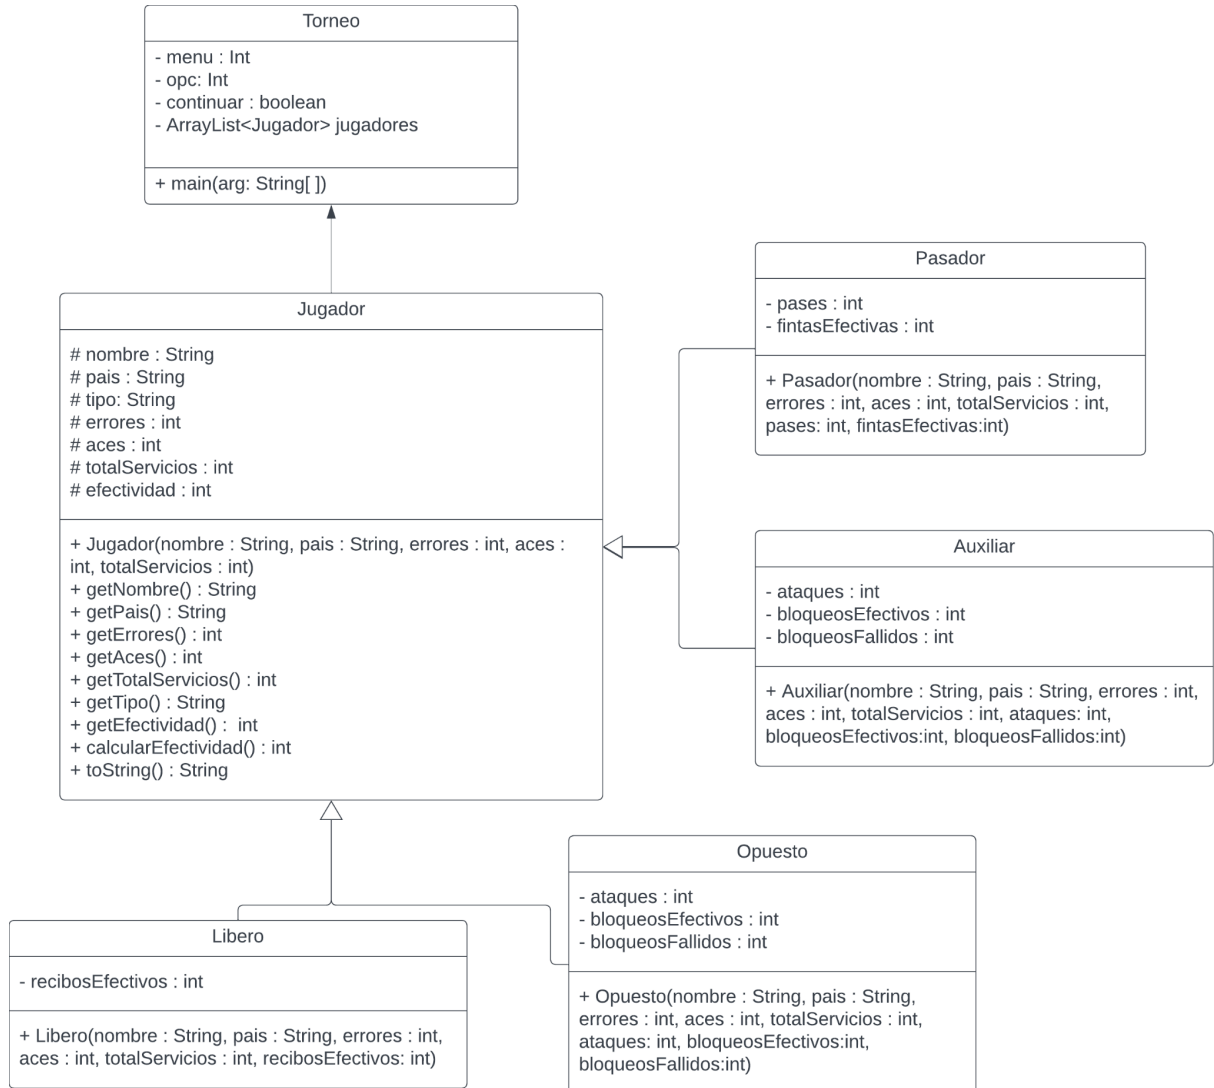 Torneo
- menu : Int
- opc: Int
- continuar : boolean
- ArrayList<Jugador> jugadores
+ main(arg: String[ ])
Jugador
# nombre : String
# pais : String
# tipo: String
# errores : int
# aces : int
# totalServicios : int
# efectividad : int
+ Jugador(nombre : String, pais : String, errores : int, aces :
int, totalServicios : int)
+ getNombre() : String
+ getPais() : String
+ getErrores() : int
+ getAces() : int
+ getTotalServicios() : int
+ getTipo() : String
+ getEfectividad() :  int
+ calcularEfectividad() : int
+ toString() : String
Pasador
- pases : int
- fintasEfectivas : int
+ Pasador(nombre : String, pais : String,
errores : int, aces : int, totalServicios : int,
pases: int, fintasEfectivas:int)
Auxiliar
- ataques : int
- bloqueosEfectivos : int
- bloqueosFallidos : int
+ Auxiliar(nombre : String, pais : String, errores : int,
aces : int, totalServicios : int, ataques: int,
bloqueosEfectivos:int, bloqueosFallidos:int)
Libero
- recibosEfectivos : int
+ Libero(nombre : String, pais : String, errores : int,
aces : int, totalServicios : int, recibosEfectivos: int)
Opuesto
- ataques : int
- bloqueosEfectivos : int
- bloqueosFallidos : int
+ Opuesto(nombre : String, pais : String,
errores : int, aces : int, totalServicios : int,
ataques: int, bloqueosEfectivos:int,
bloqueosFallidos:int)